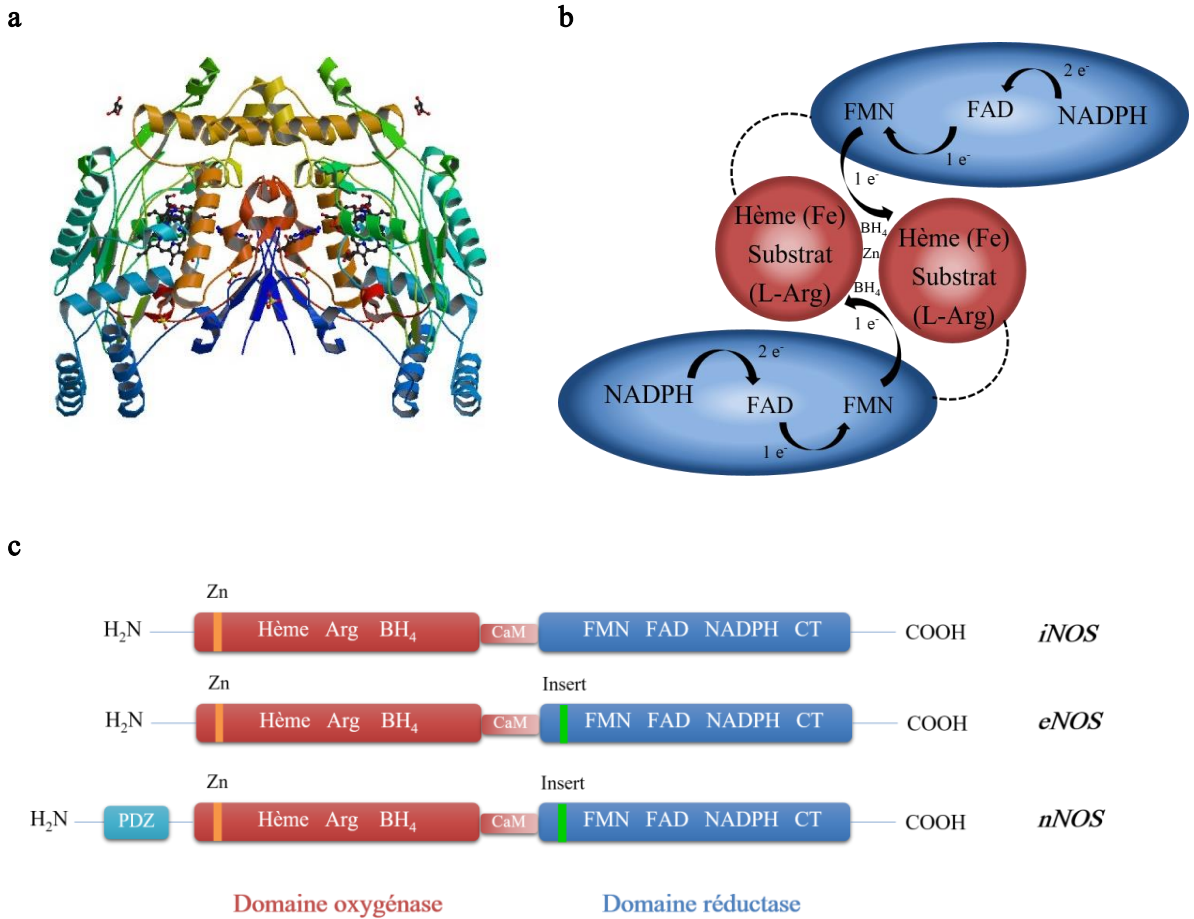 a
b
2 e-
FMN FAD NADPH
1 e-
1 e-
Hème (Fe)
Substrat
(L-Arg)
BH4
Zn
BH4
Hème (Fe)
Substrat
(L-Arg)
1 e-
2 e-
NADPH FAD FMN
1 e-
c
Zn
H2N Hème Arg BH4 CaM FMN FAD NADPH CT COOH iNOS
Zn Insert
H2N Hème Arg BH4 CaM FMN FAD NADPH CT COOH eNOS
Zn Insert
H2N PDZ Hème Arg BH4 CaM FMN FAD NADPH CT COOH nNOS
Domaine oxygénase Domaine réductase